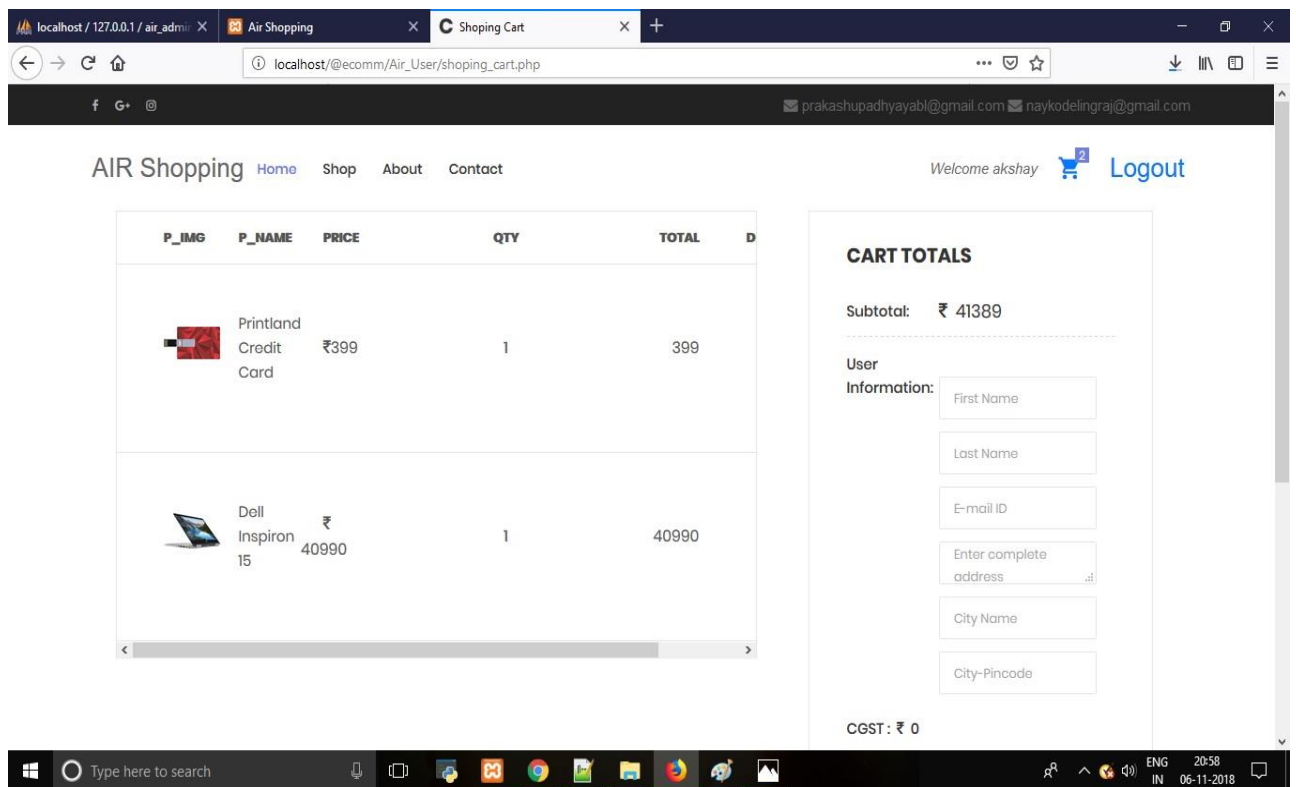 localhost / 127.0.0.1 / air_admi
Air Shopping
C Shoping Cart
localhost/@ecomm/Air_User/shoping_cart.php
prakashupadhyayabl@gmail.com naykodelingraj@gmail.com
AIR Shopping Home Shop About Contact
Welcome akshay 2 Logout
P_IMG P_NAME PRICE QTY TOTAL D
Printland
Credit
Card
₹399 1 399
Dell
Inspiron
15
₹
40990
1 40990
CART TOTALS
Subtotal: ₹ 41389
User
Information:
First Name
Last Name
E-mail ID
Enter complete
address
City Name
City-Pincode
CGST : ₹ 0
Type here to search
ENG
IN
20:58
06-11-2018